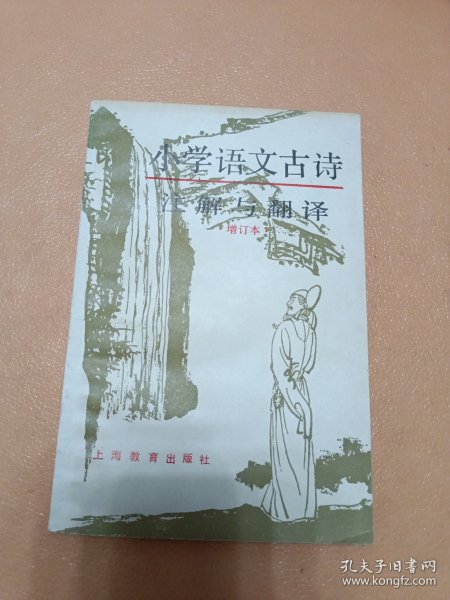 小学语文古诗
注解与翻译
增订本
上海教育出版社
孔夫子旧书网
www.kongfz.com